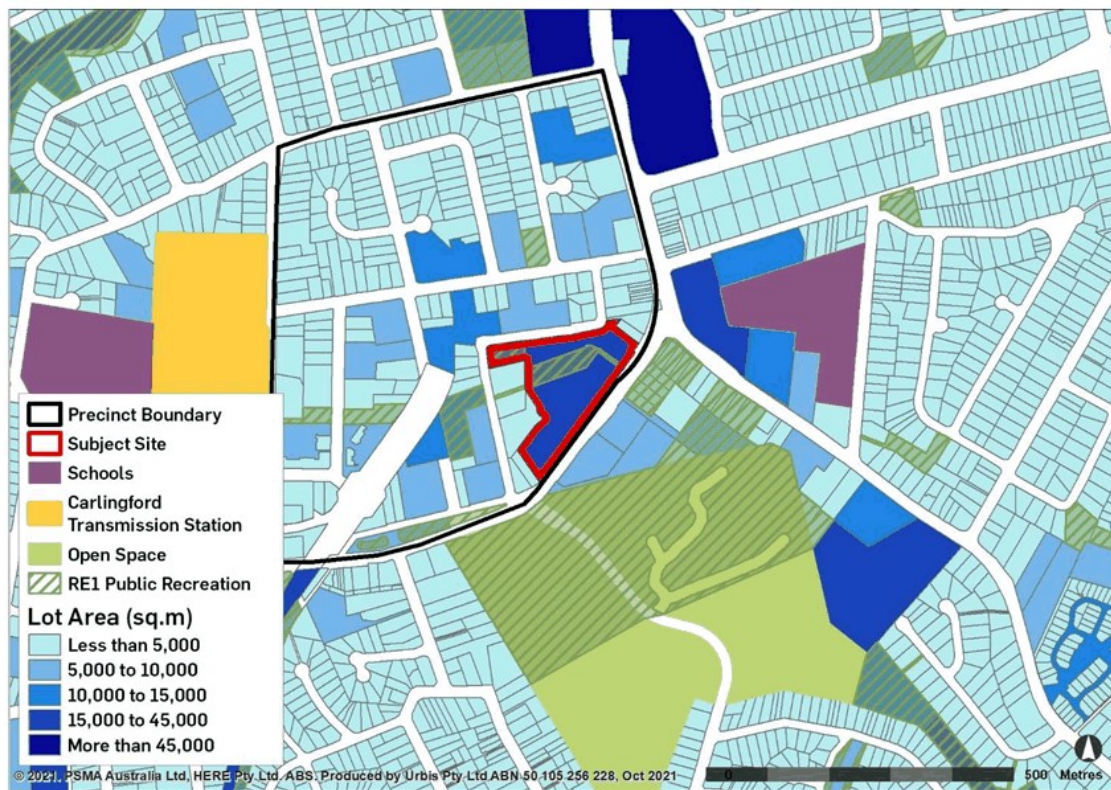 Precinct Boundary
Subject Site
Schools
Carlingford
Transmission Station
Open Space
RE1 Public Recreation
Lot Area (sq.m)
Less than 5,000
5,000 to 10,000
10,000 to 15,000
15,000 to 45,000
More than 45,000
© 2021. PSMA Australia Ltd, HERE Pty Ltd. ABS. Produced by Urbis Pty Ltd ABN 50 105 256 228, Oct 2021
0 500 Metres